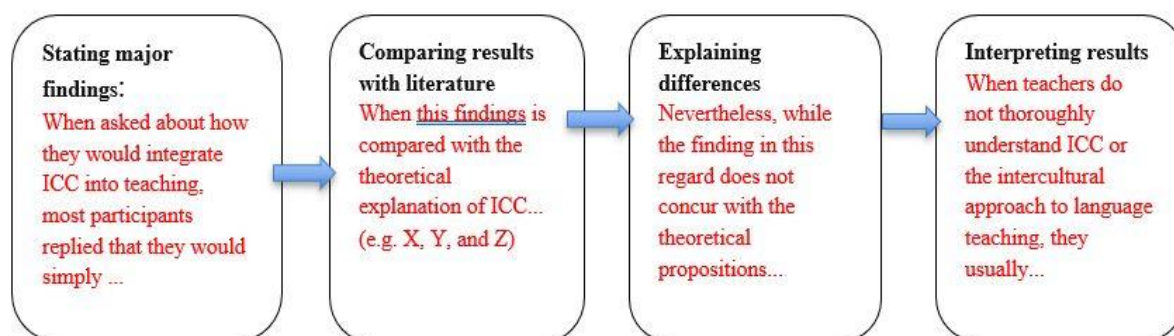 Stating major
findings:
When asked about how
they would integrate
ICC into teaching,
most participants
replied that they would
simply ...
Comparing results
with literature
When this findings is
compared with the
theoretical
explanation of ICC...
(e.g. X, Y, and Z)
Explaining
differences
Nevertheless, while
the finding in this
regard does not
concur with the
theoretical
propositions...
Interpreting results
When teachers do
not thoroughly
understand ICC or
the intercultural
approach to language
teaching, they
usually...